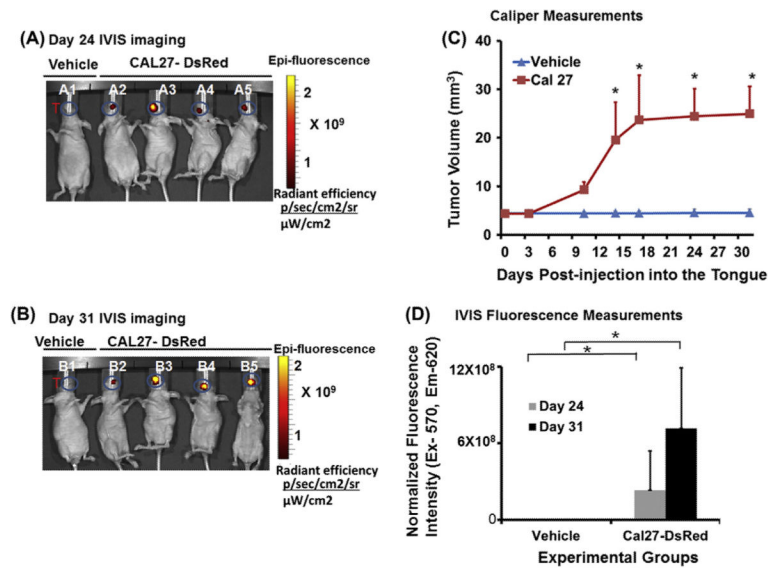 (A) Day 24 IVIS imaging
Vehicle CAL27- DsRed
Epi-fluorescence
A1 A2 A3 A4 A5
T
2
X 10⁹
1
Radiant efficiency
p/sec/cm2/sr
µW/cm2
(B) Day 31 IVIS imaging
Vehicle CAL27- DsRed
Epi-fluorescence
B1 B2 B3 B4 B5
T
2
X 10⁹
1
Radiant efficiency
p/sec/cm2/sr
µW/cm2
Caliper Measurements
(C)
Vehicle
Cal 27
Tumor Volume (mm³)
40
30
20
10
0
* * * *
0 3 6 9 12 15 18 21 24 27 30
Days Post-injection into the Tongue
(D) IVIS Fluorescence Measurements
*
*
Normalized Fluorescence
Intensity (Ex- 570, Em-620)
12X10⁸
6X10⁸
0
Day 24
Day 31
Vehicle Cal27-DsRed
Experimental Groups